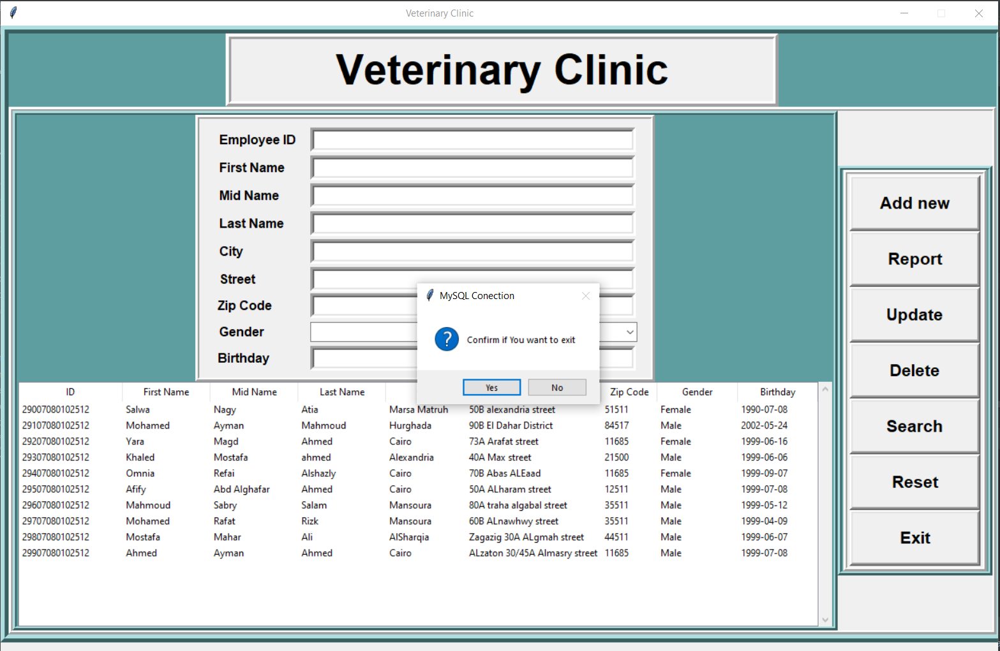 Veterinary Clinic
Veterinary Clinic
Employee ID
First Name
Mid Name
Last Name
City
Street
Zip Code
Gender
Birthday
MySQL Conection
Confirm if You want to exit
Yes No
Add new
Report
Update
Delete
Search
Reset
Exit
ID First Name Mid Name Last Name Zip Code Gender Birthday
29007080102512 Salwa Nagy Atia Marsa Matruh 50B alexandria street 51511 Female 1990-07-08
29107080102512 Mohamed Ayman Mahmoud Hurghada 90B El Dahar District 84517 Male 2002-05-24
29207080102512 Yara Magd Ahmed Cairo 73A Arafat street 11685 Female 1999-06-16
29307080102512 Khaled Mostafa ahmed Alexandria 40A Max street 21500 Male 1999-06-06
29407080102512 Omnia Refai Alshazly Cairo 70B Abas ALEaad 11685 Female 1999-09-07
29507080102512 Afify Abd Alghafar Ahmed Cairo 50A ALharam street 12511 Male 1999-07-08
29607080102512 Mahmoud Sabry Salam Mansoura 80A traha algabal street 35511 Male 1999-05-12
29707080102512 Mohamed Rafat Rizk Mansoura 60B ALnawhwy street 35511 Male 1999-04-09
29807080102512 Mostafa Mahar Ali AlSharqia Zagazig 30A ALgmah street 44511 Male 1999-06-07
29907080102512 Ahmed Ayman Ahmed Cairo ALzaton 30/45A Almasry street 11685 Male 1999-07-08